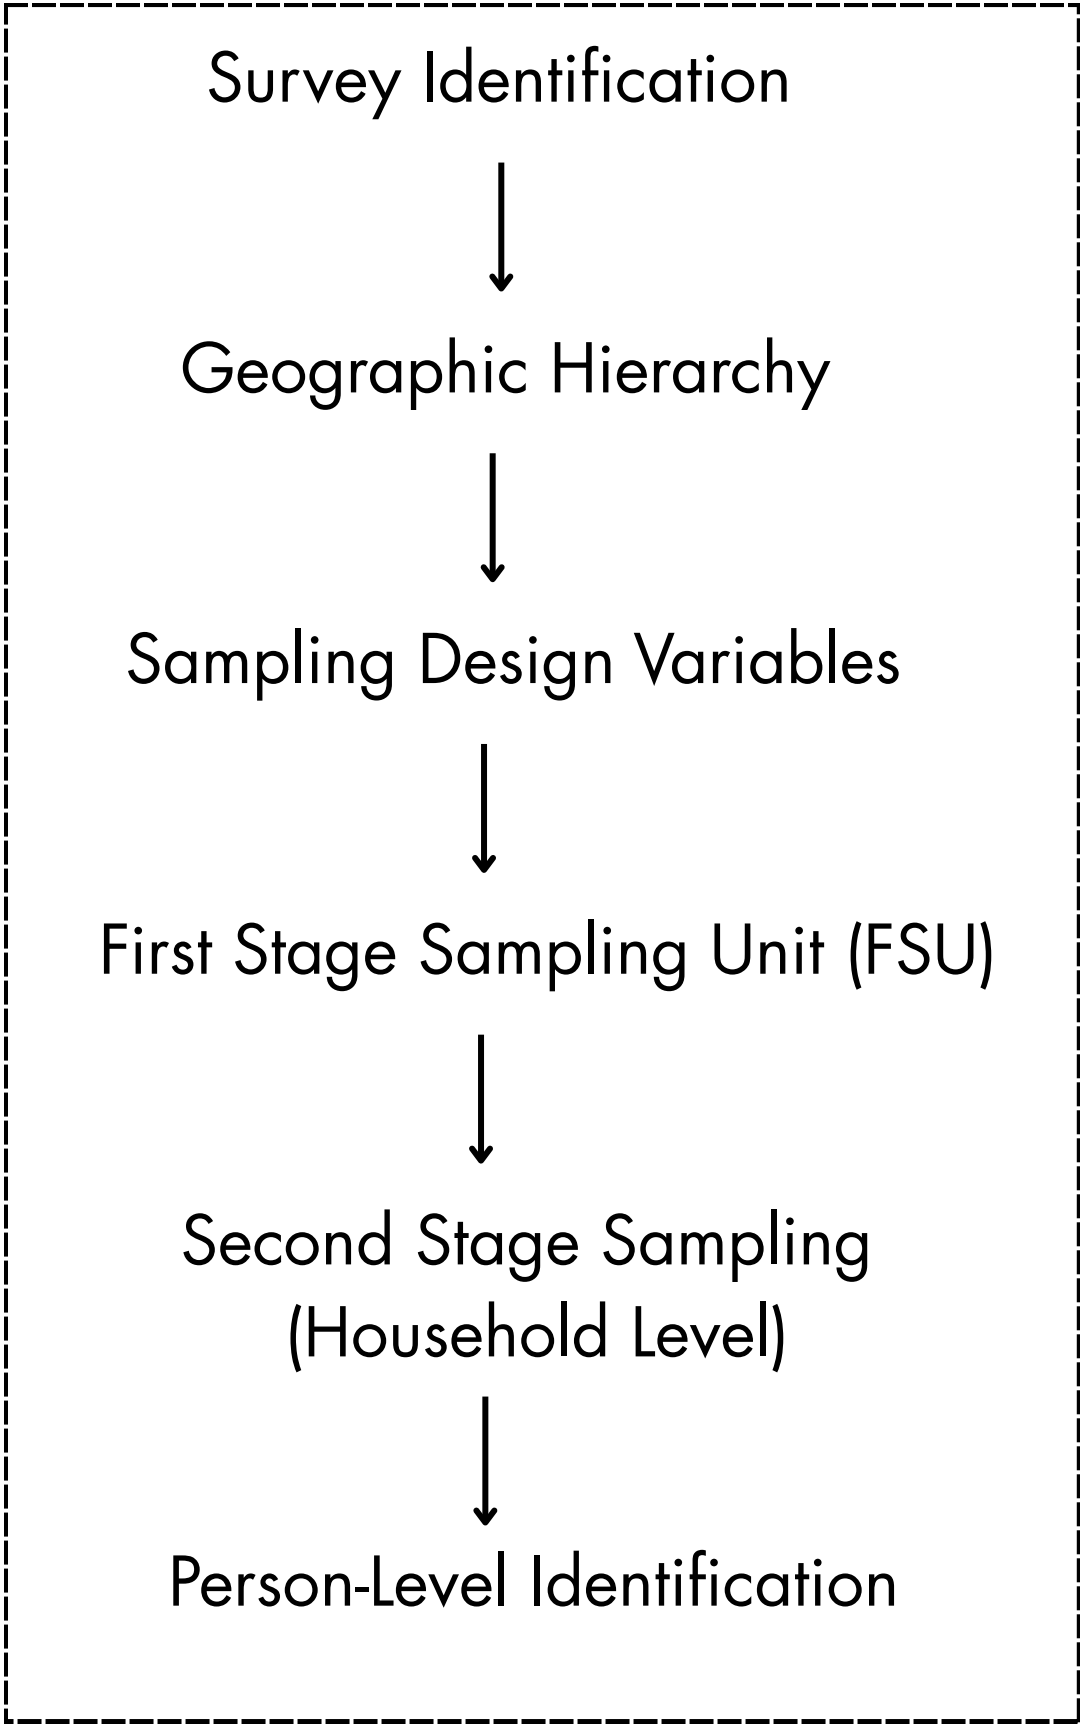 Survey Identification
Geographic Hierarchy
Sampling Design Variables
First Stage Sampling Unit (FSU)
Second Stage Sampling
(Household Level)
Person-Level Identification